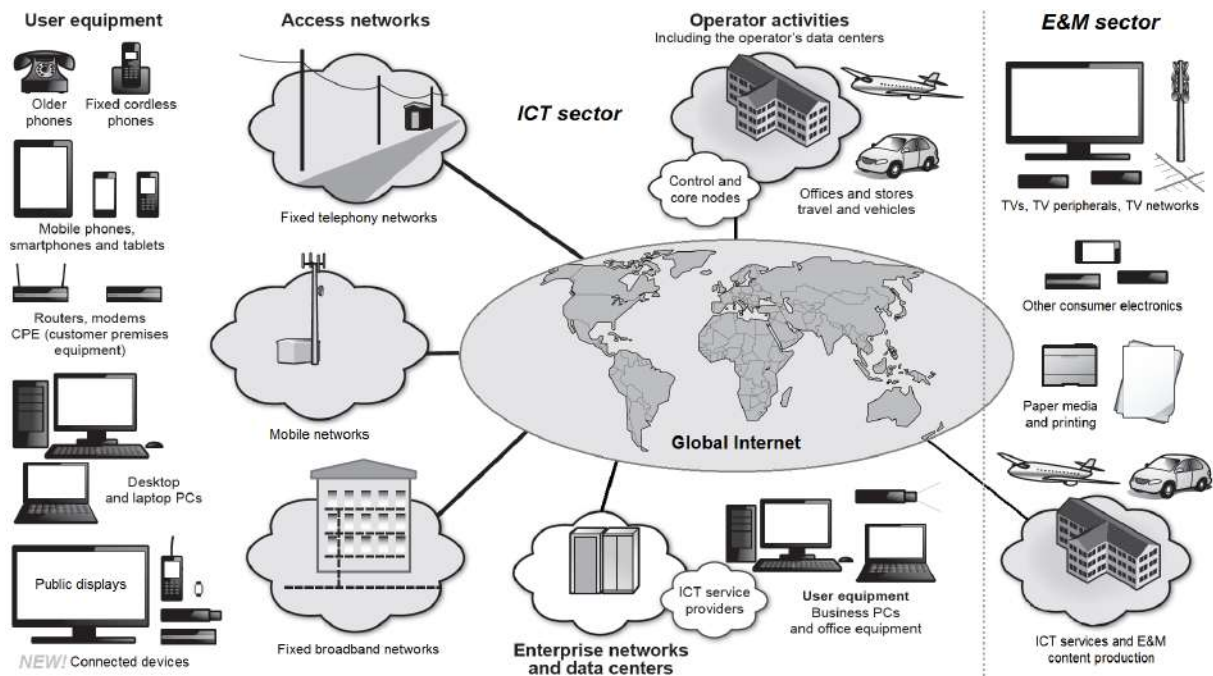 User equipment
Older
phones
Fixed cordless
phones
Mobile phones,
smartphones and tablets
Routers, modems
CPE (customer premises
equipment)
Desktop
and laptop PCs
Public displays
NEW! Connected devices
Access networks
Fixed telephony networks
Mobile networks
Fixed broadband networks
ICT sector
Operator activities
Including the operator's data centers
Control and
core nodes
Offices and stores
travel and vehicles
Global Internet
Enterprise networks
and data centers
ICT service
providers
User equipment
Business PCs
and office equipment
E&M sector
TVs, TV peripherals, TV networks
Other consumer electronics
Paper media
and printing
ICT services and E&M
content production